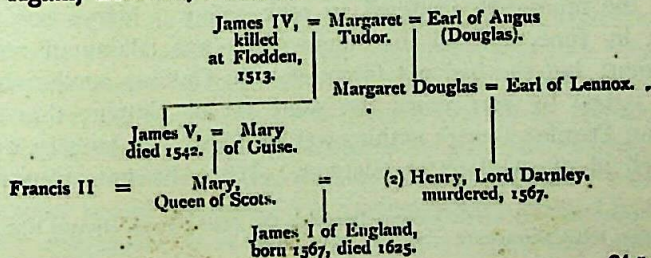 James IV, = Margaret = Earl of Angus
killed Tudor. (Douglas).
at Flodden,
1513.
Margaret Douglas = Earl of Lennox.
James V, = Mary
died 1542. of Guise.
Francis II = Mary, = (2) Henry, Lord Darnley.
Queen of Scots. murdered, 1567.
James I of England,
born 1567, died 1625.